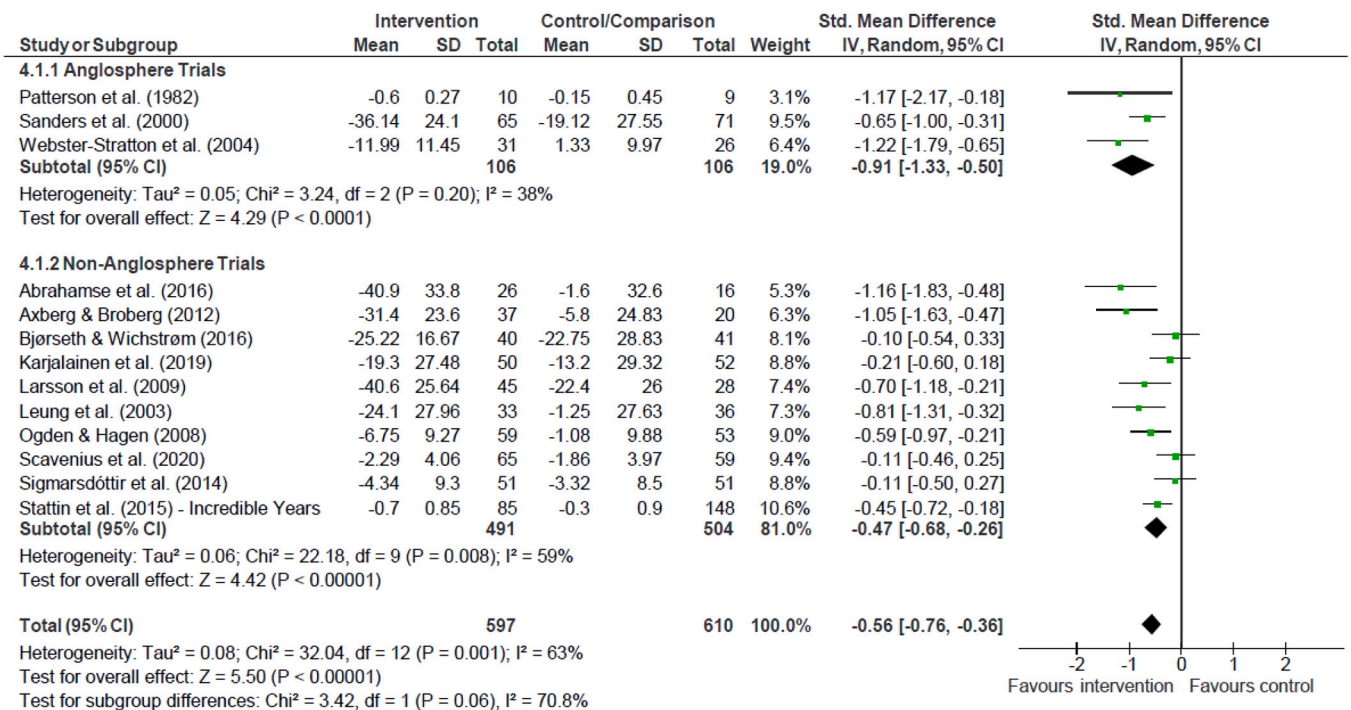 Intervention Control/Comparison Std. Mean Difference Std. Mean Difference
Study or Subgroup Mean SD Total Mean SD Total Weight IV, Random, 95% CI IV, Random, 95% CI
4.1.1 Anglosphere Trials
Patterson et al. (1982) -0.6 0.27 10 -0.15 0.45 9 3.1% -1.17 [-2.17, -0.18]
Sanders et al. (2000) -36.14 24.1 65 -19.12 27.55 71 9.5% -0.65 [-1.00, -0.31]
Webster-Stratton et al. (2004) -11.99 11.45 31 1.33 9.97 26 6.4% -1.22 [-1.79, -0.65]
Subtotal (95% CI) 106 106 19.0% -0.91 [-1.33, -0.50]
Heterogeneity: Tau² = 0.05; Chi² = 3.24, df = 2 (P = 0.20); I² = 38%
Test for overall effect: Z = 4.29 (P < 0.0001)
4.1.2 Non-Anglosphere Trials
Abrahamse et al. (2016) -40.9 33.8 26 -1.6 32.6 16 5.3% -1.16 [-1.83, -0.48]
Axberg & Broberg (2012) -31.4 23.6 37 -5.8 24.83 20 6.3% -1.05 [-1.63, -0.47]
Bjørseth & Wichstrøm (2016) -25.22 16.67 40 -22.75 28.83 41 8.1% -0.10 [-0.54, 0.33]
Karjalainen et al. (2019) -19.3 27.48 50 -13.2 29.32 52 8.8% -0.21 [-0.60, 0.18]
Larsson et al. (2009) -40.6 25.64 45 -22.4 26 28 7.4% -0.70 [-1.18, -0.21]
Leung et al. (2003) -24.1 27.96 33 -1.25 27.63 36 7.3% -0.81 [-1.31, -0.32]
Ogden & Hagen (2008) -6.75 9.27 59 -1.08 9.88 53 9.0% -0.59 [-0.97, -0.21]
Scavenius et al. (2020) -2.29 4.06 65 -1.86 3.97 59 9.4% -0.11 [-0.46, 0.25]
Sigmarsdóttir et al. (2014) -4.34 9.3 51 -3.32 8.5 51 8.8% -0.11 [-0.50, 0.27]
Stattin et al. (2015) - Incredible Years -0.7 0.85 85 -0.3 0.9 148 10.6% -0.45 [-0.72, -0.18]
Subtotal (95% CI) 491 504 81.0% -0.47 [-0.68, -0.26]
Heterogeneity: Tau² = 0.06; Chi² = 22.18, df = 9 (P = 0.008); I² = 59%
Test for overall effect: Z = 4.42 (P < 0.00001)
Total (95% CI) 597 610 100.0% -0.56 [-0.76, -0.36]
Heterogeneity: Tau² = 0.08; Chi² = 32.04, df = 12 (P = 0.001); I² = 63%
Test for overall effect: Z = 5.50 (P < 0.00001)
Test for subgroup differences: Chi² = 3.42, df = 1 (P = 0.06), I² = 70.8%
-2 -1 0 1 2
Favours intervention Favours control